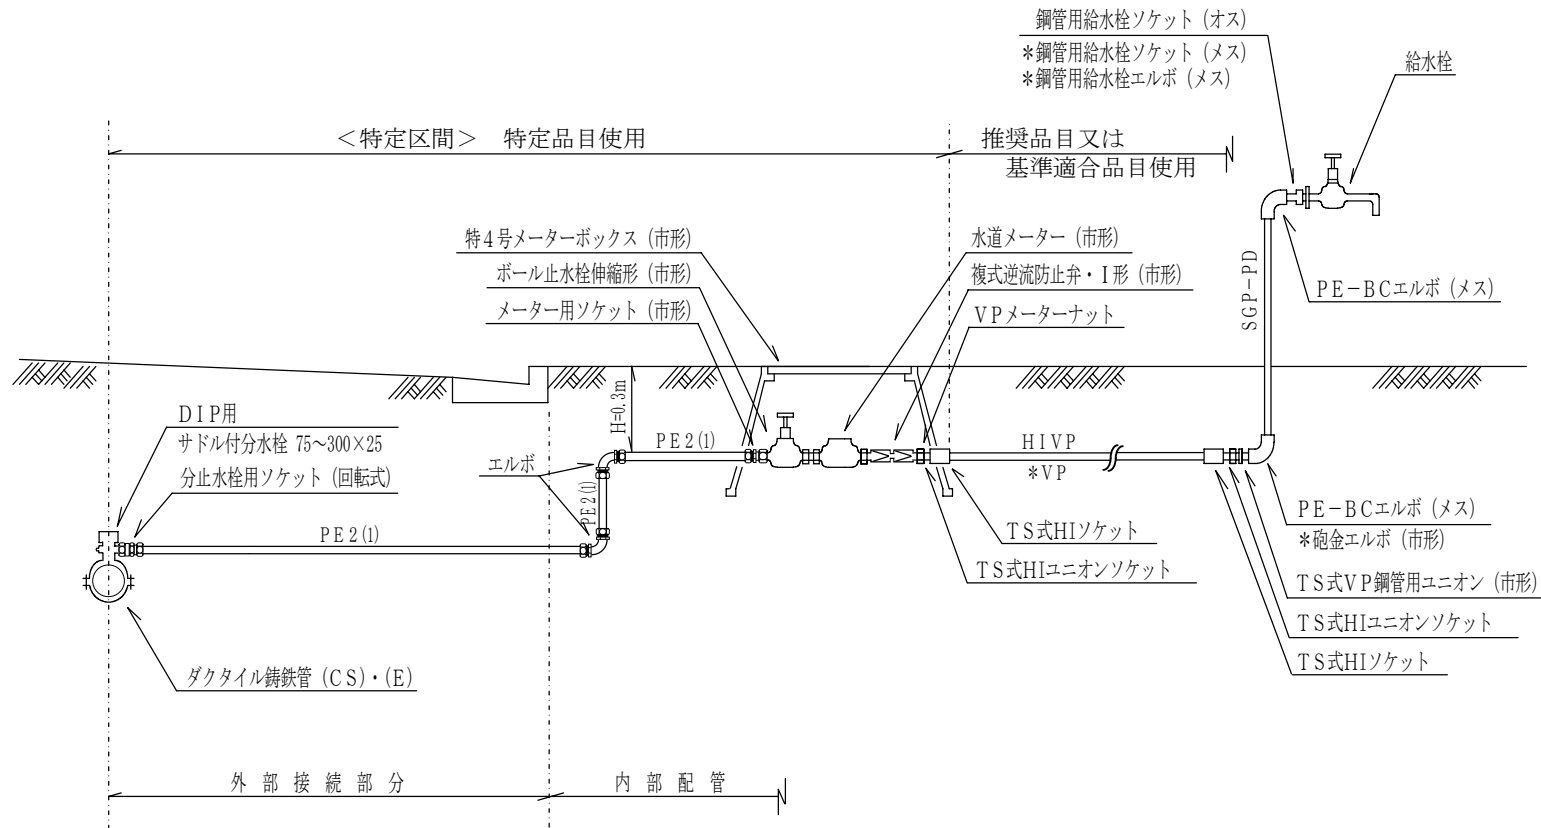 鋼管用給水栓ソケット (オス)
*鋼管用給水栓ソケット (メス)
*鋼管用給水栓エルボ (メス)
給水栓
<特定区間> 特定品目使用
推奨品目又は
基準適合品目使用
特4号メーターボックス (市形)
ボール止水栓伸縮形 (市形)
メーター用ソケット (市形)
水道メーター (市形)
複式逆流防止弁・I形 (市形)
VPメーターナット
SGP-PD
PE-BCエルボ (メス)
H=0.3m
DIP用
サドル付分水栓 75~300×25
分止水栓用ソケット (回転式)
エルボ
PE2(1)
PE2(1)
PE2(1)
HIVP
*VP
TS式HIソケット
TS式HIユニオンソケット
PE-BCエルボ (メス)
*砲金エルボ (市形)
TS式VP鋼管用ユニオン (市形)
TS式HIユニオンソケット
TS式HIソケット
ダクタイル鋳鉄管 (CS)・(E)
外部接続部分
内部配管